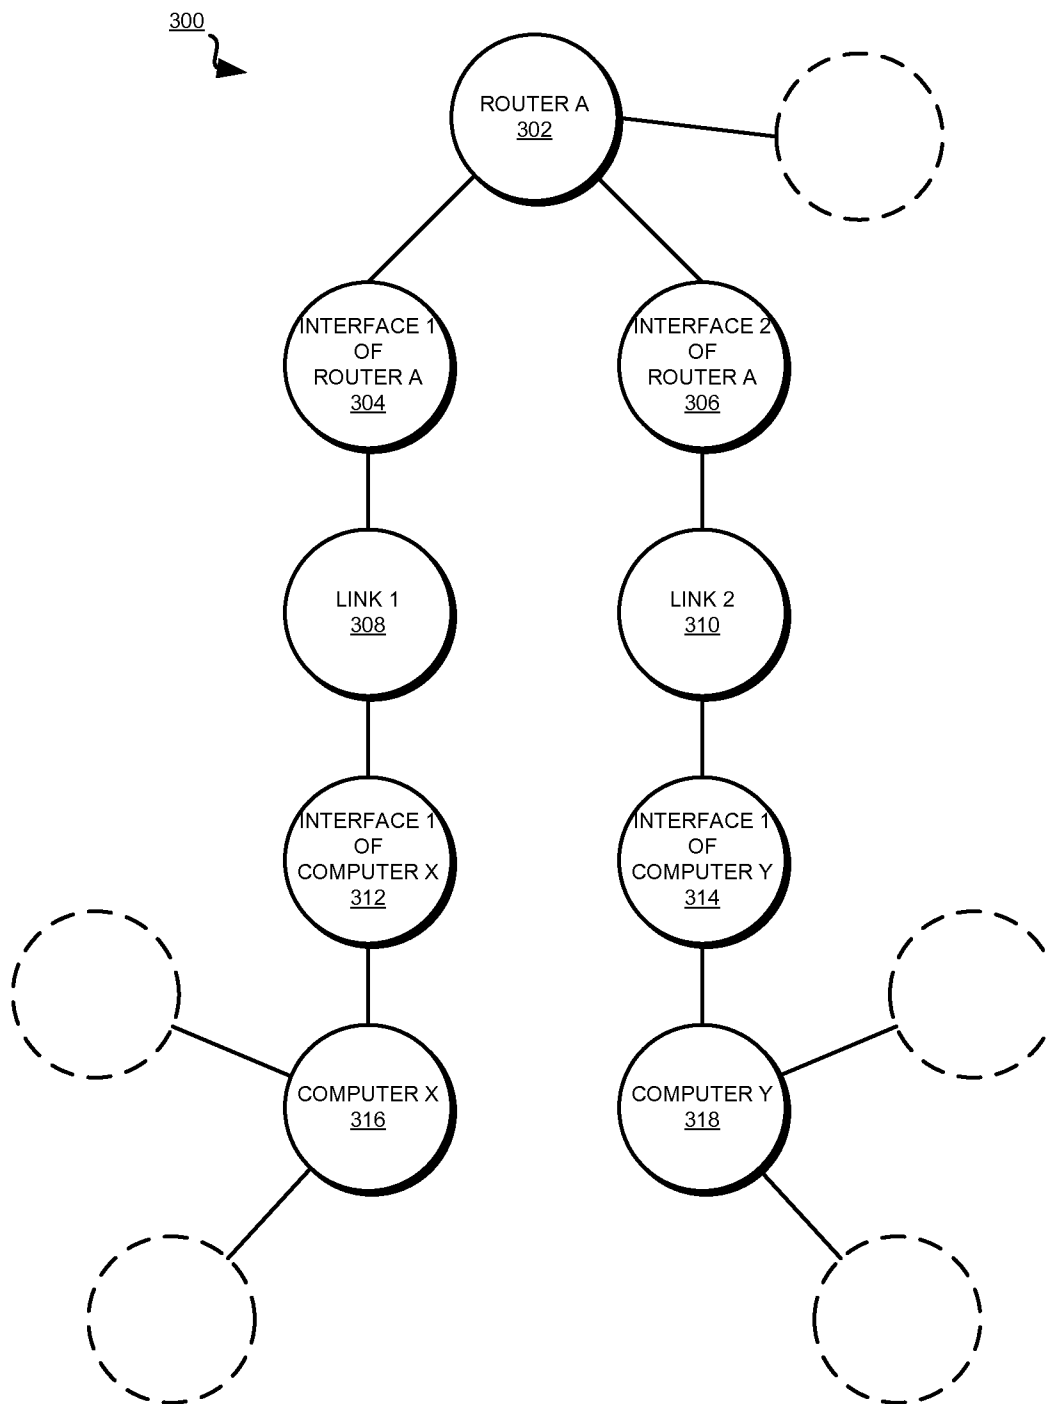 300
ROUTER A
302
INTERFACE 1
OF
ROUTER A
304
INTERFACE 2
OF
ROUTER A
306
LINK 1
308
LINK 2
310
INTERFACE 1
OF
COMPUTER X
312
INTERFACE 1
OF
COMPUTER Y
314
COMPUTER X
316
COMPUTER Y
318